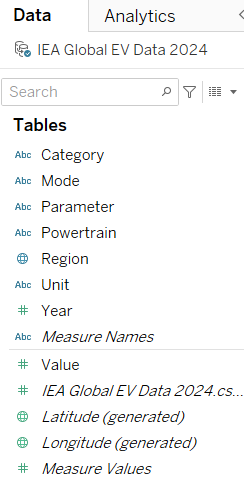 Data
Analytics
IEA Global EV Data 2024
Search
Tables
Abc Category
Abc Mode
Abc Parameter
Abc Powertrain
Region
Abc Unit
# Year
Abc Measure Names
# Value
# IEA Global EV Data 2024.cs...
Latitude (generated)
Longitude (generated)
# Measure Values